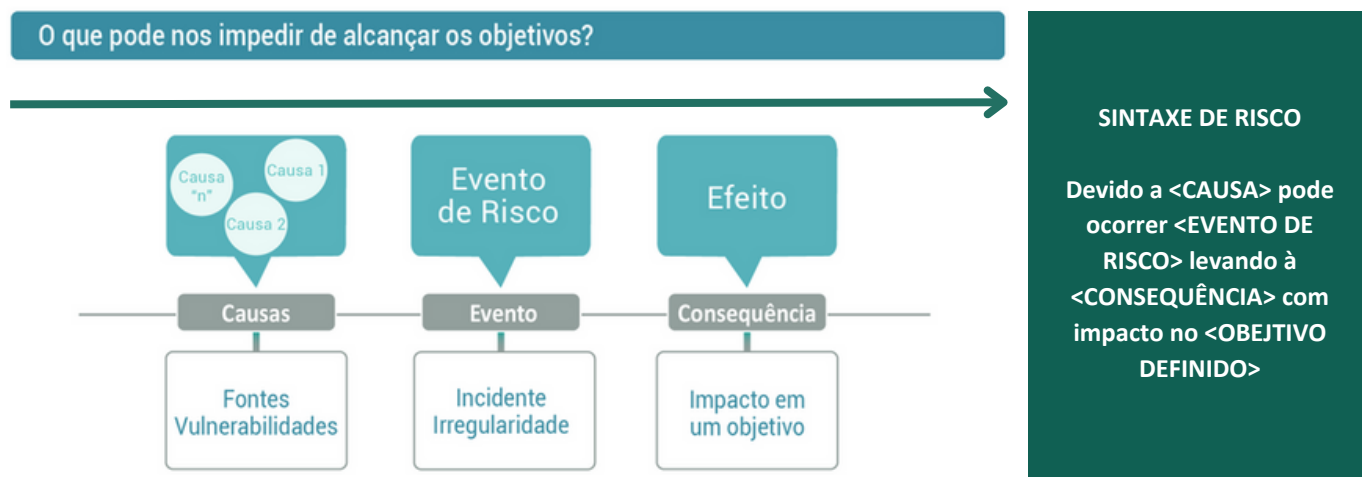 O que pode nos impedir de alcançar os objetivos?
Causa
"n"
Causa 1
Causa 2
Evento
de Risco
Efeito
Causas
Evento
Consequência
Fontes
Vulnerabilidades
Incidente
Irregularidade
Impacto em
um objetivo
SINTAXE DE RISCO
Devido a <CAUSA> pode
ocorrer <EVENTO DE
RISCO> levando à
<CONSEQUÊNCIA> com
impacto no <OBEJTIVO
DEFINIDO>